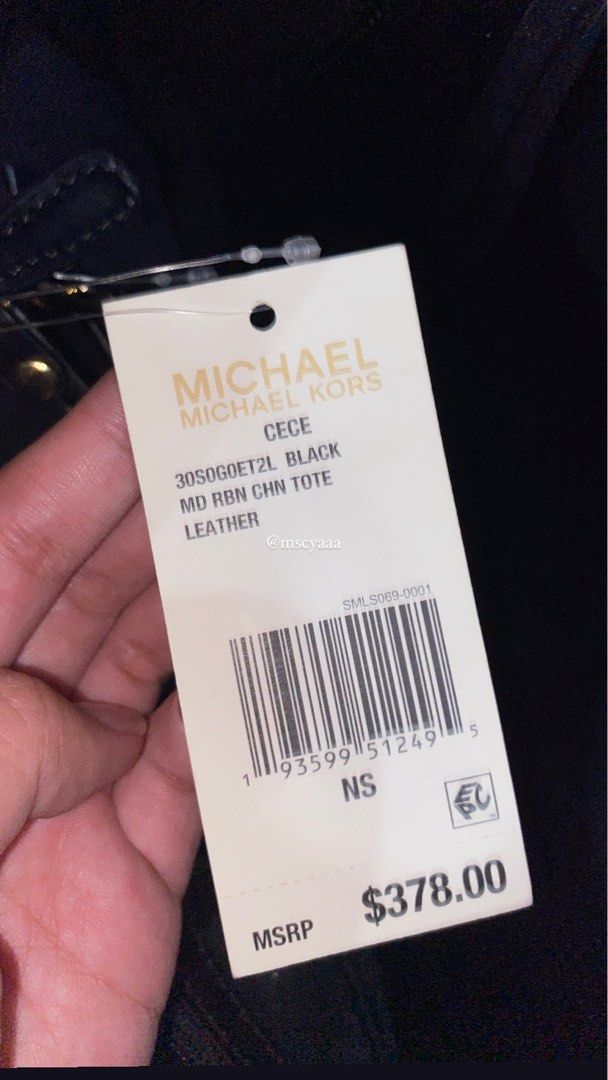 MICHAEL
MICHAEL KORS
CECE
30S0G0ET2L BLACK
MD RBN CHN TOTE
LEATHER
@mscyaaa
SMLS069-0001
1 93599 51249 5
NS
EPC
MSRP $378.00